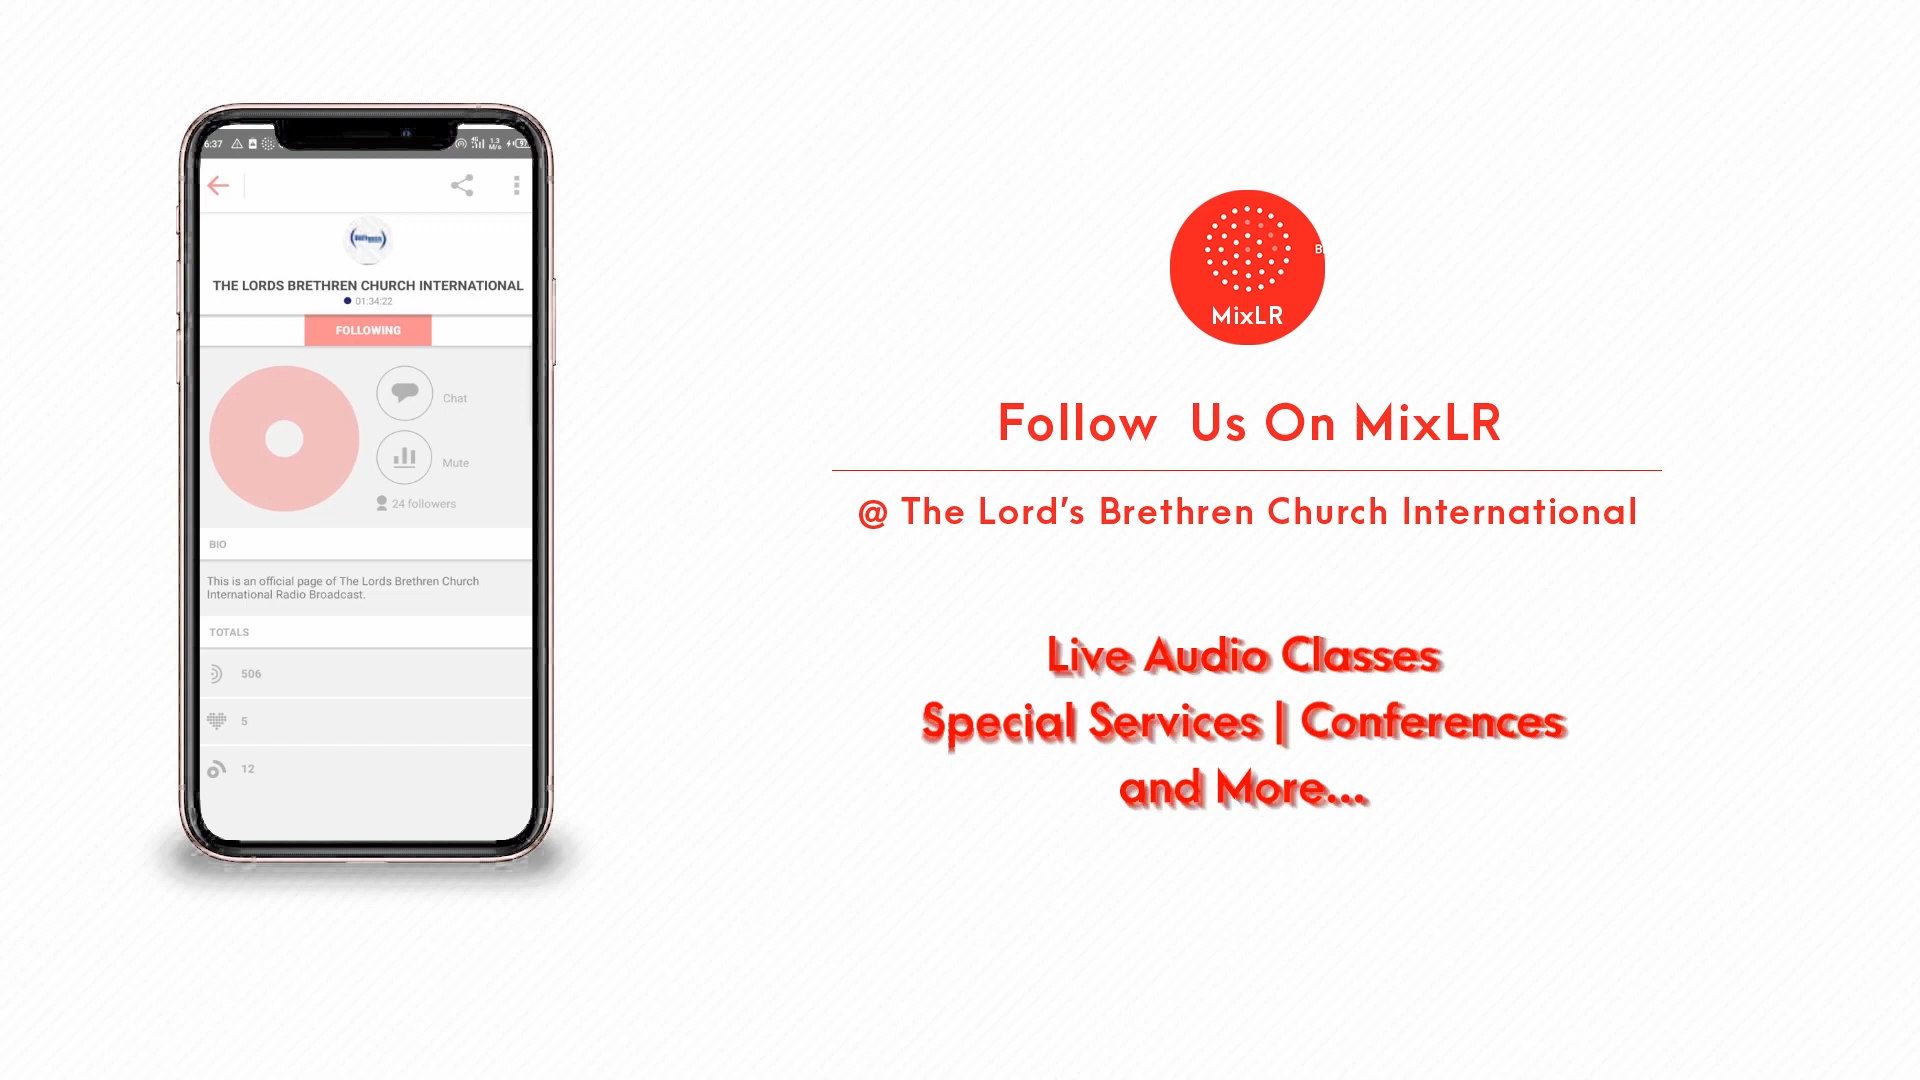 6:37
THE LORDS BRETHREN CHURCH INTERNATIONAL
01:34:22
FOLLOWING
Chat
Mute
24 followers
BIO
This is an official page of The Lords Brethren Church
International Radio Broadcast.
TOTALS
506
5
12
MixLR
Follow Us On MixLR
@ The Lord's Brethren Church International
Live Audio Classes
Special Services | Conferences
and More...